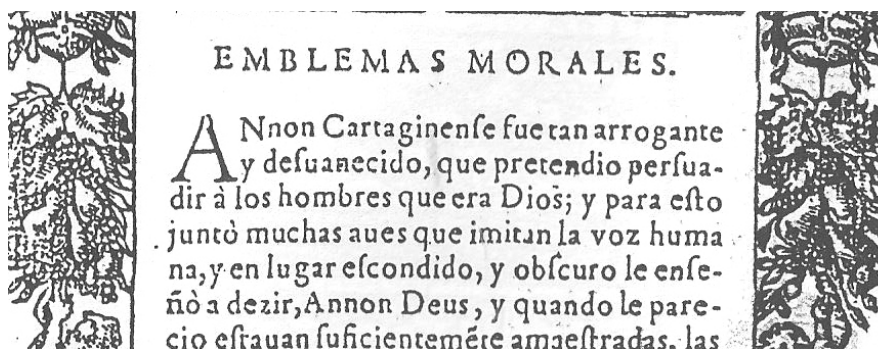 EMBLEMAS MORALES.
ANnon Cartaginenſe fue tan arrogante
y deſuanecido, que pretendio perſua-
dir à los hombres que era Dios; y para eſto
juntò muchas aues que imitan la voz huma
na, y en lugar eſcondido, y obſcuro le enſe-
ñò a dezir, Annon Deus, y quando le pare-
cio eſtauan ſuficientemẽte amaeſtradas, las